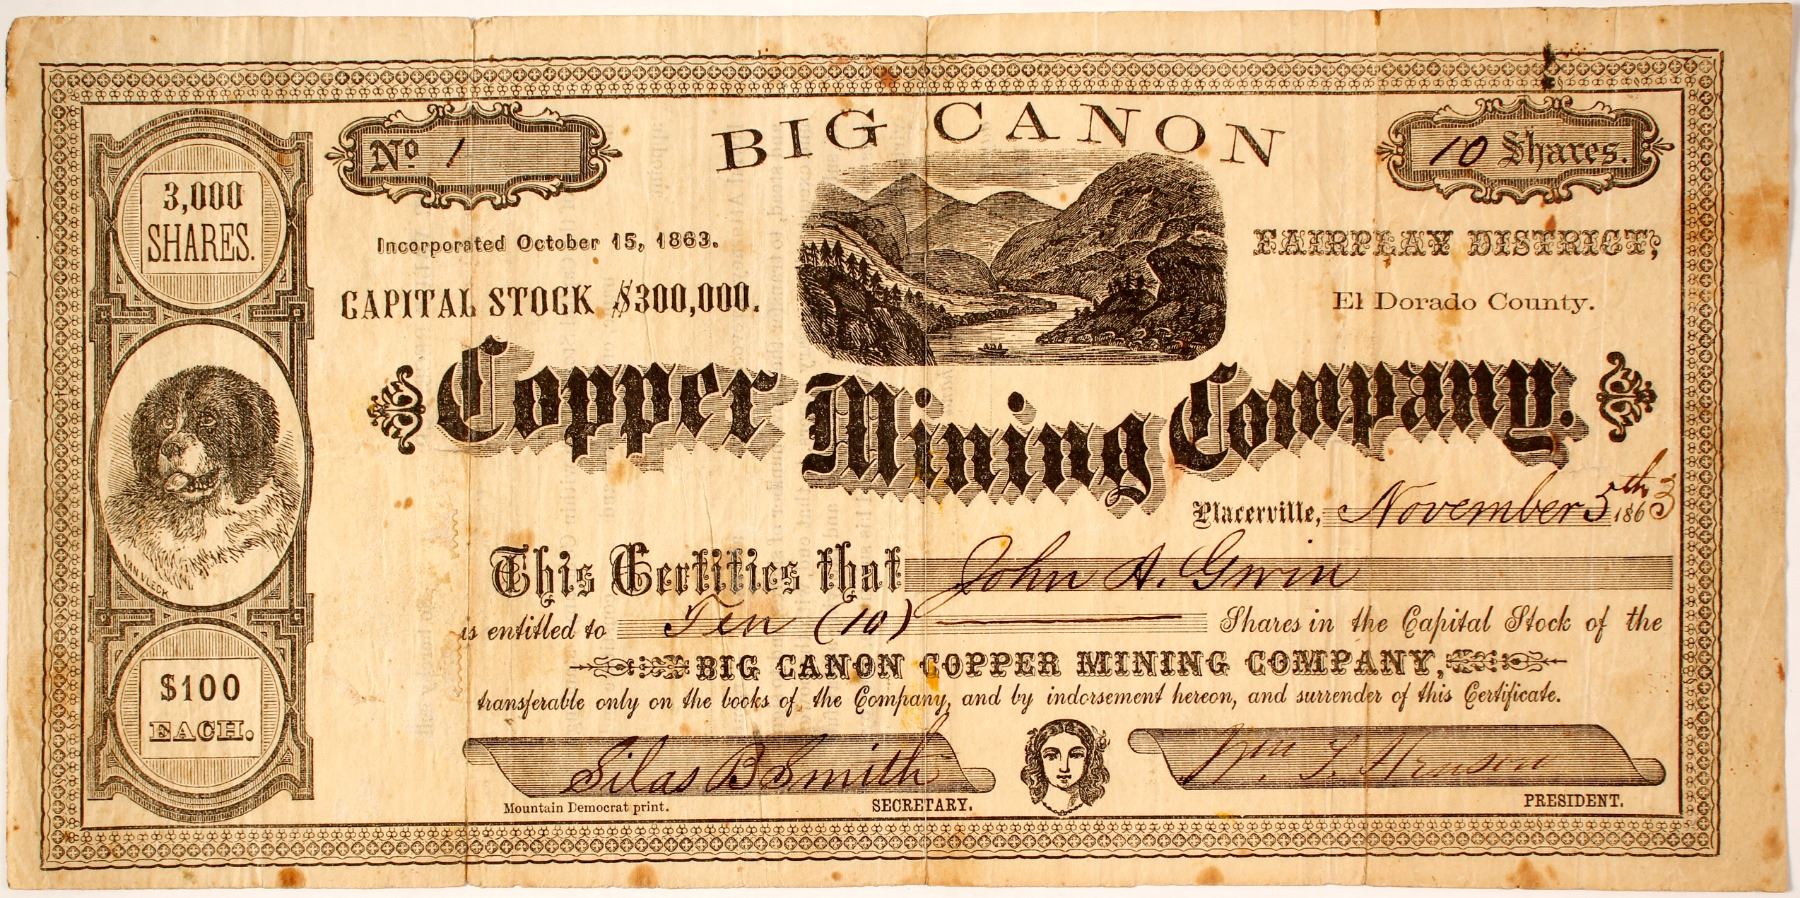 BIG CANON
No 1
10 Shares.
3,000
SHARES.
Incorporated October 15, 1863.
FAIRPLAY DISTRICT,
CAPITAL STOCK $300,000.
El Dorado County.
Copper Mining Company.
Placerville, November 5th 1863
VAN VLECK
This Certifies that John A. Gwin
is entitled to Ten (10) Shares in the Capital Stock of the
BIG CANON COPPER MINING COMPANY,
transferable only on the books of the Company, and by indorsement hereon, and surrender of this Certificate.
$100
EACH.
Silas B Smith
Wm.
Mountain Democrat print.
SECRETARY.
PRESIDENT.